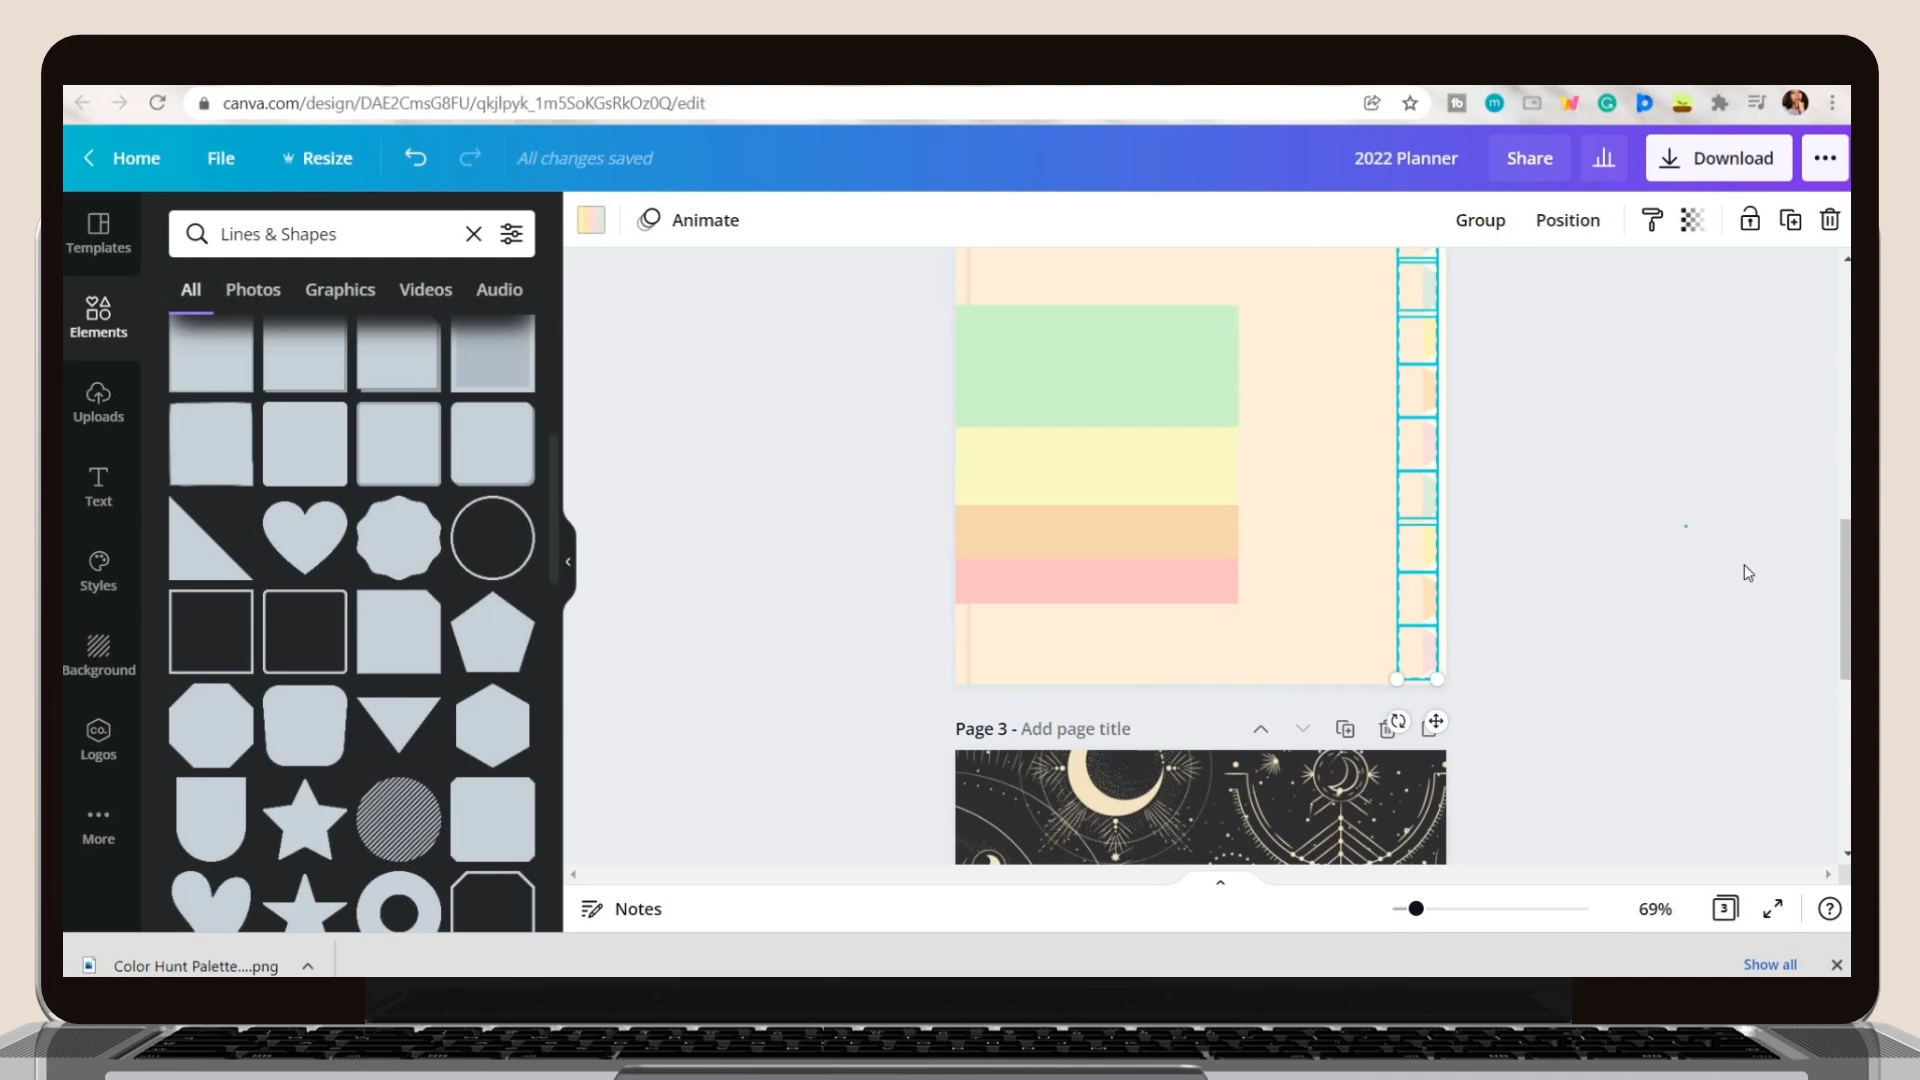 canva.com/design/DAE2CmsG8FU/qkjlpyk_1m5SoKGsRkOz0Q/edit
Home File Resize All changes saved 2022 Planner Share Download
Templates
Elements
Uploads
Text
Styles
Background
CO.
Logos
More
Lines & Shapes
All Photos Graphics Videos Audio
Animate Group Position
Page 3 - Add page title
Notes 69% 3
Color Hunt Palette....png Show all